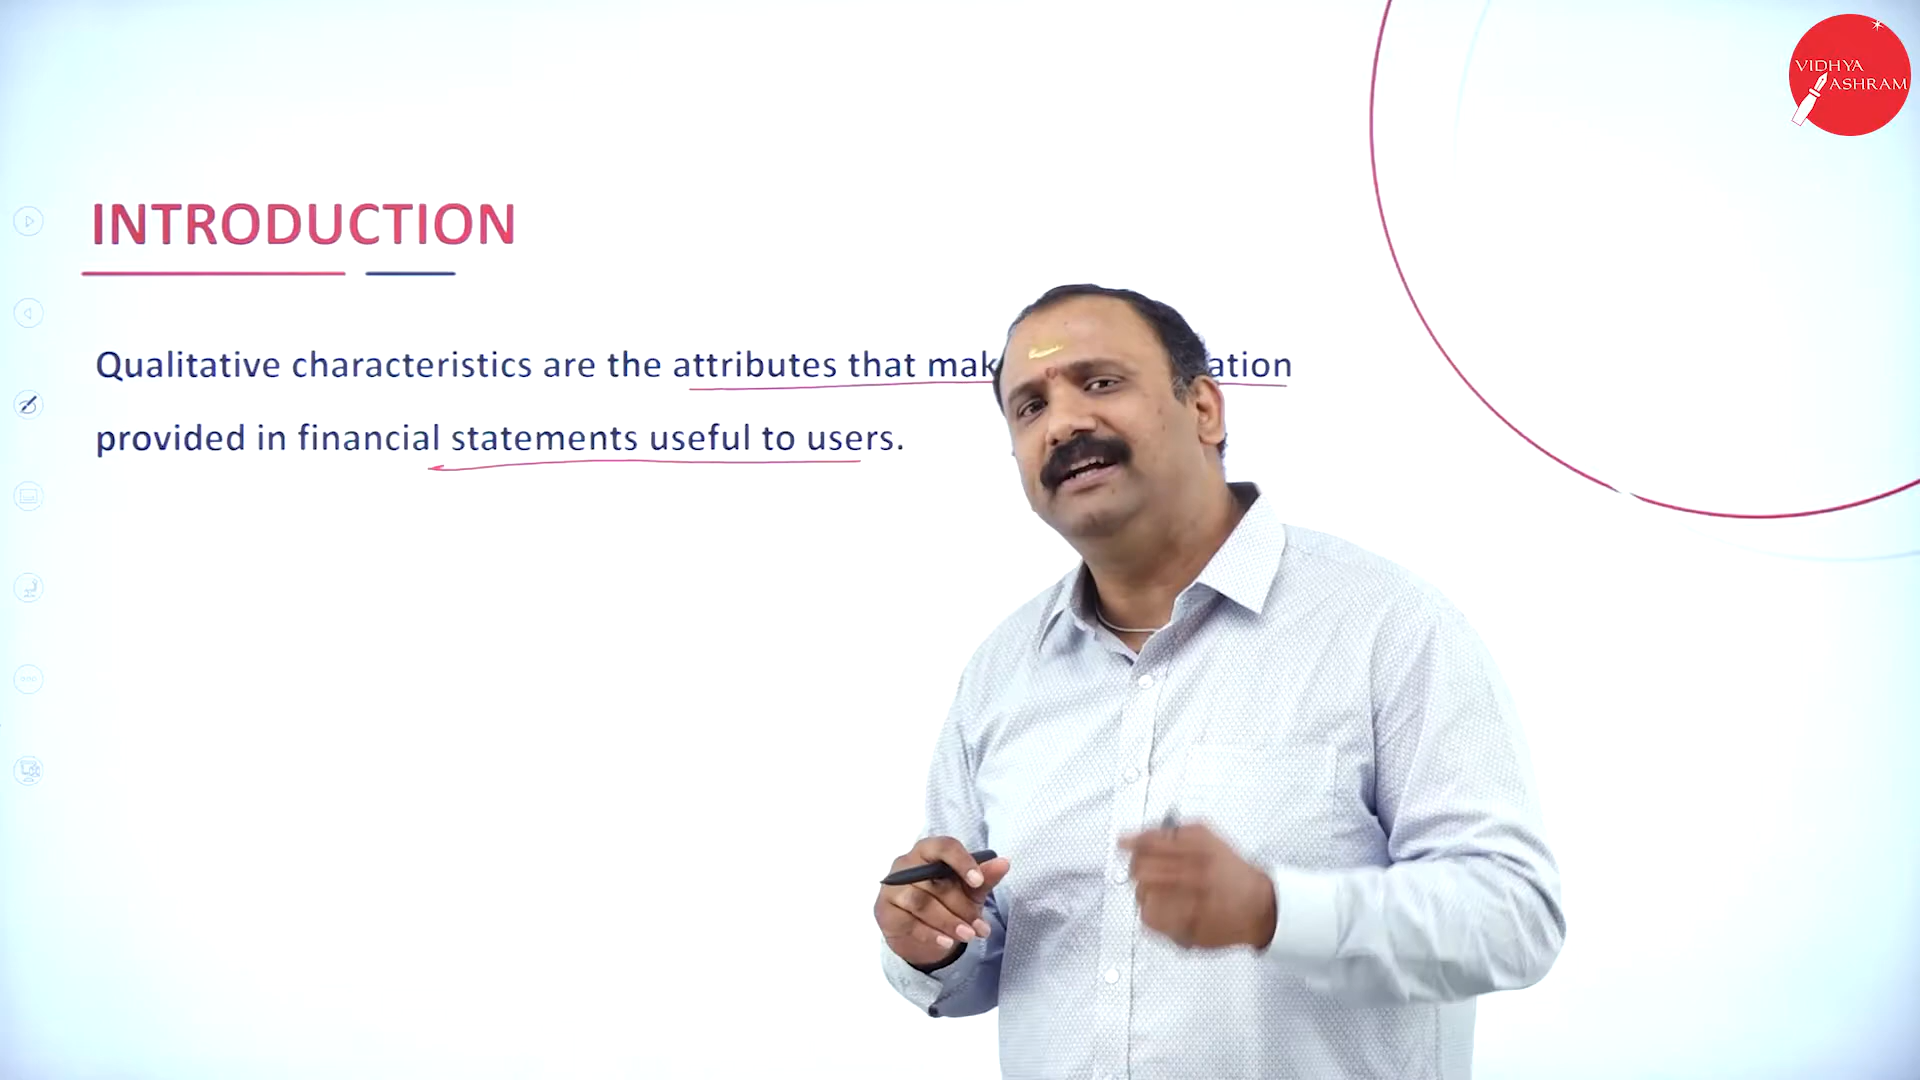 VIDHYA
ASHRAM
INTRODUCTION
Qualitative characteristics are the attributes that
provided in financial statements useful to users.